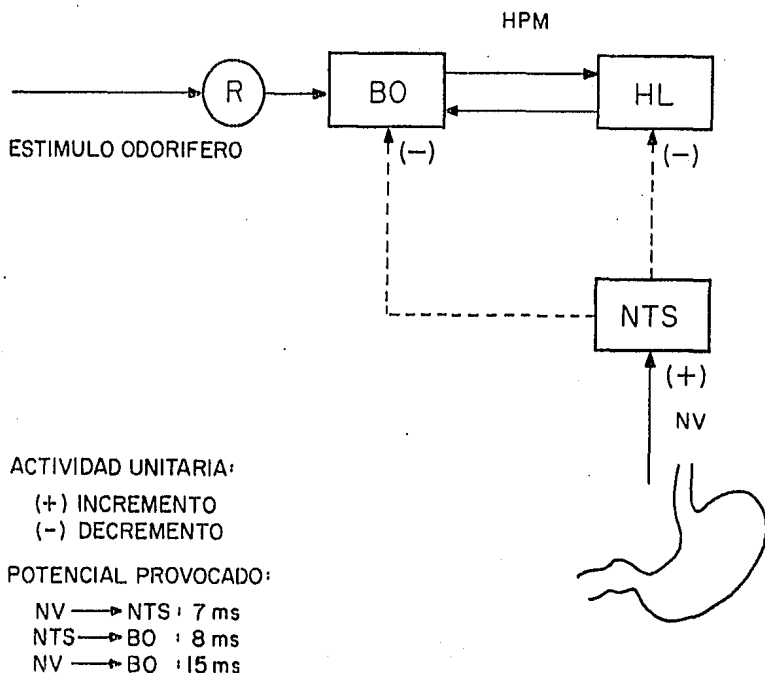 HPM
R
BO
HL
ESTIMULO ODORIFERO
(-)
(-)
NTS
(+)
NV
ACTIVIDAD UNITARIA:
(+) INCREMENTO
(-) DECREMENTO
POTENCIAL PROVOCADO:
NV → NTS : 7 ms
NTS → BO : 8 ms
NV → BO : 15 ms